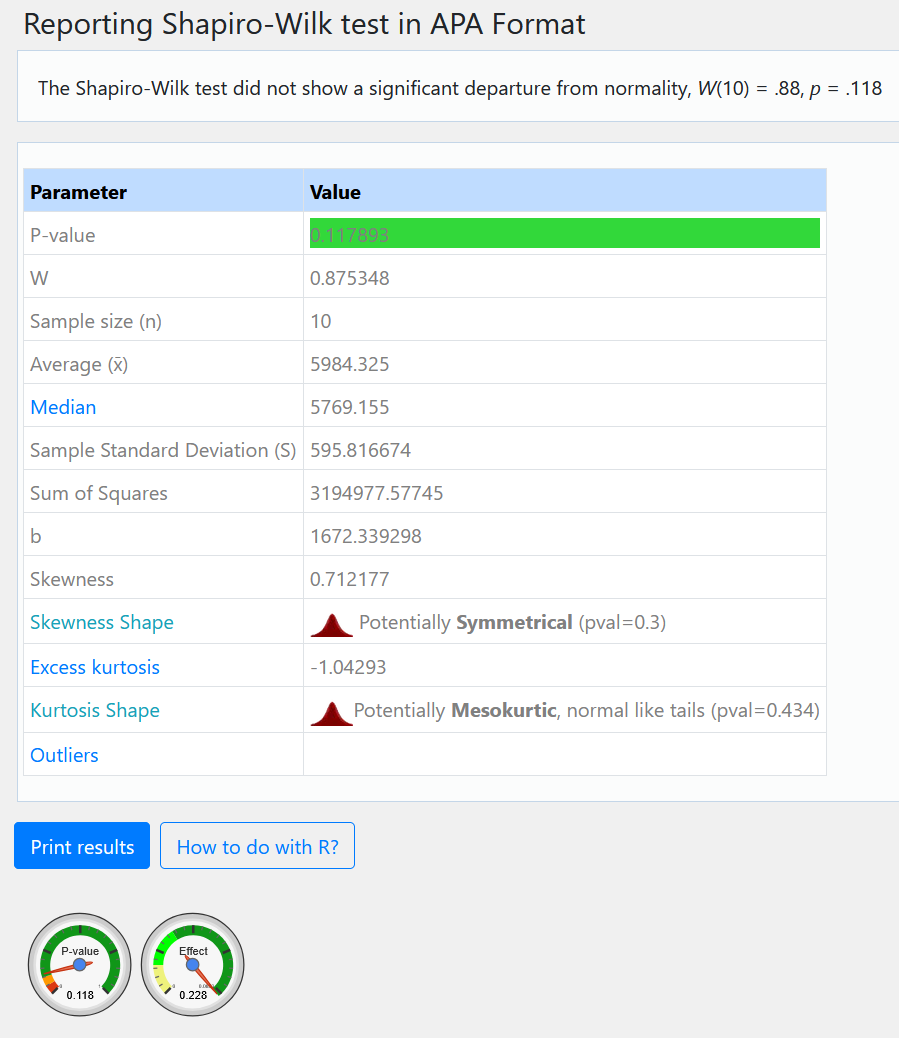 Reporting Shapiro-Wilk test in APA Format
The Shapiro-Wilk test did not show a significant departure from normality, W(10) = .88, p = .118
Parameter Value
P-value 0.117893
W 0.875348
Sample size (n) 10
Average (x̄) 5984.325
Median 5769.155
Sample Standard Deviation (S) 595.816674
Sum of Squares 3194977.57745
b 1672.339298
Skewness 0.712177
Skewness Shape Potentially Symmetrical (pval=0.3)
Excess kurtosis -1.04293
Kurtosis Shape Potentially Mesokurtic, normal like tails (pval=0.434)
Outliers
Print results How to do with R?
P-value Effect
0.118 0.228